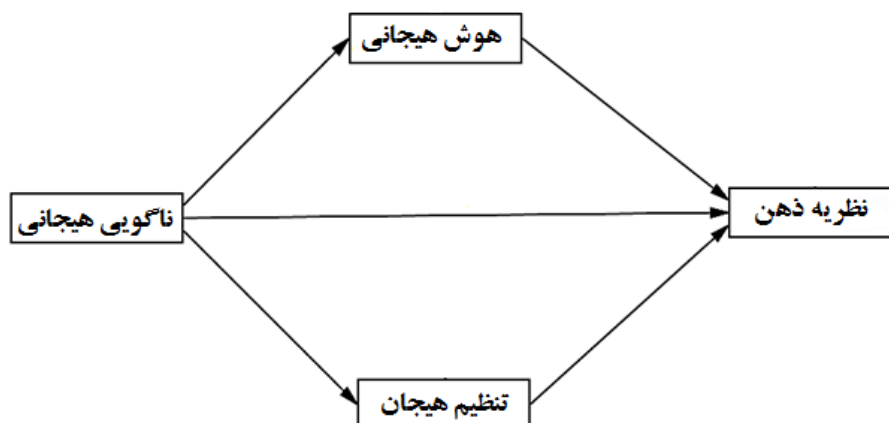 هوش هیجانی
نظریه ذهن
ناگویی هیجانی
تنظیم هیجان